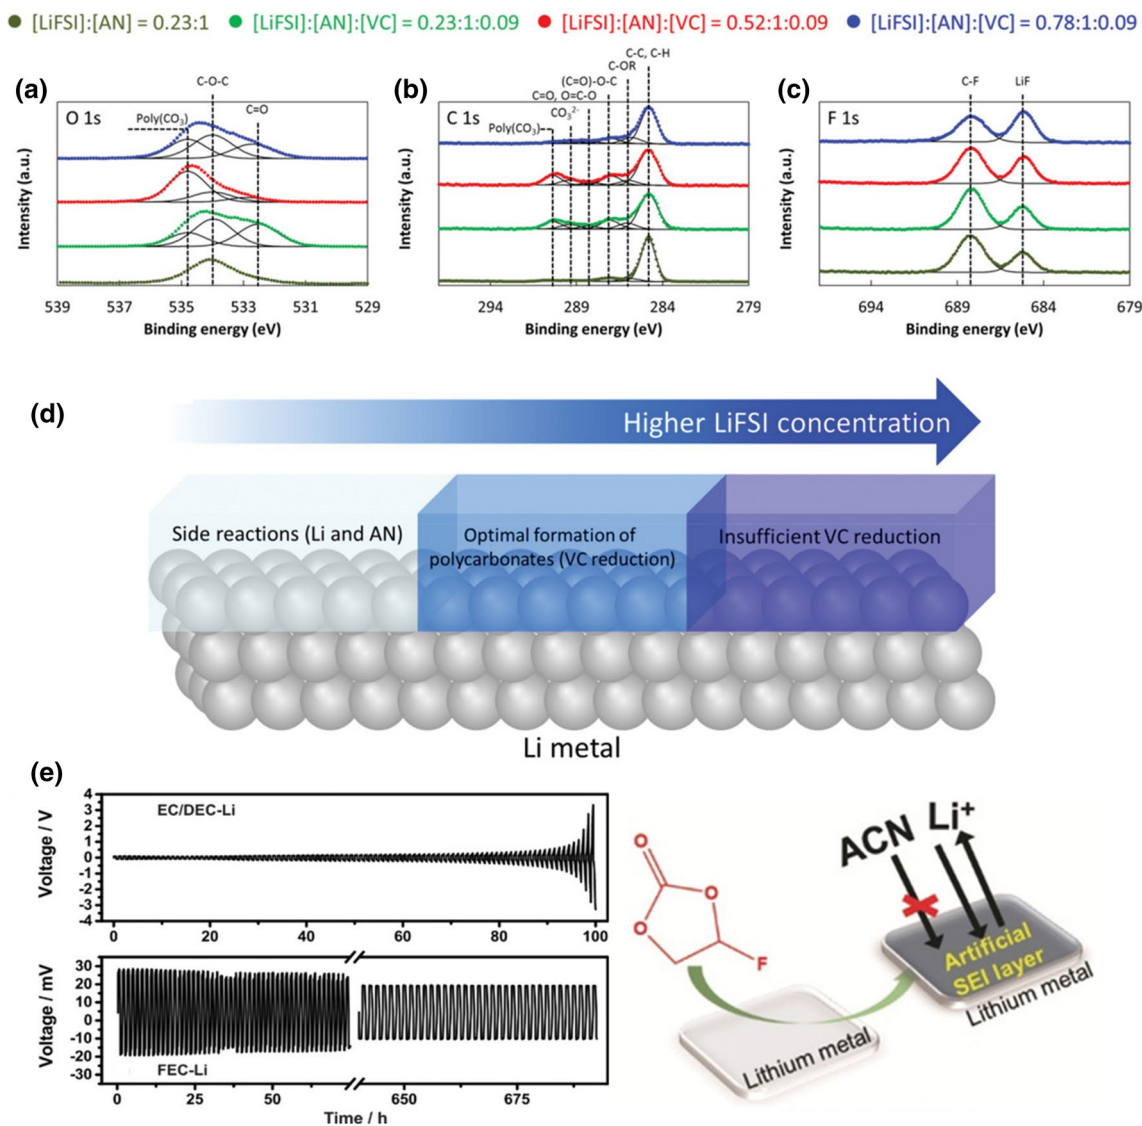 [LiFSI]:[AN] = 0.23:1 [LiFSI]:[AN]:[VC] = 0.23:1:0.09 [LiFSI]:[AN]:[VC] = 0.52:1:0.09 [LiFSI]:[AN]:[VC] = 0.78:1:0.09
(a)
C-O-C
C=O
Poly(CO₃)
O 1s
Intensity (a.u.)
539 537 535 533 531 529
Binding energy (eV)
(b)
C-C, C-H
C-OR
(C=O)-O-C
C=O, O=C-O
CO₃²⁻
Poly(CO₃)
C 1s
Intensity (a.u.)
294 289 284 279
Binding energy (eV)
(c)
C-F
LiF
F 1s
Intensity (a.u.)
694 689 684 679
Binding energy (eV)
(d)
Higher LiFSI concentration
Side reactions (Li and AN)
Optimal formation of
polycarbonates (VC reduction)
Insufficient VC reduction
Li metal
(e)
EC/DEC-Li
Voltage / V
4
3
2
1
0
-1
-2
-3
-4
0 20 40 60 80 100
Voltage / mV
30
20
10
0
-10
-20
-30
FEC-Li
0 25 50 650 675
Time / h
O
O
O
F
ACN
Li⁺
Artificial
SEI layer
Lithium metal
Lithium metal